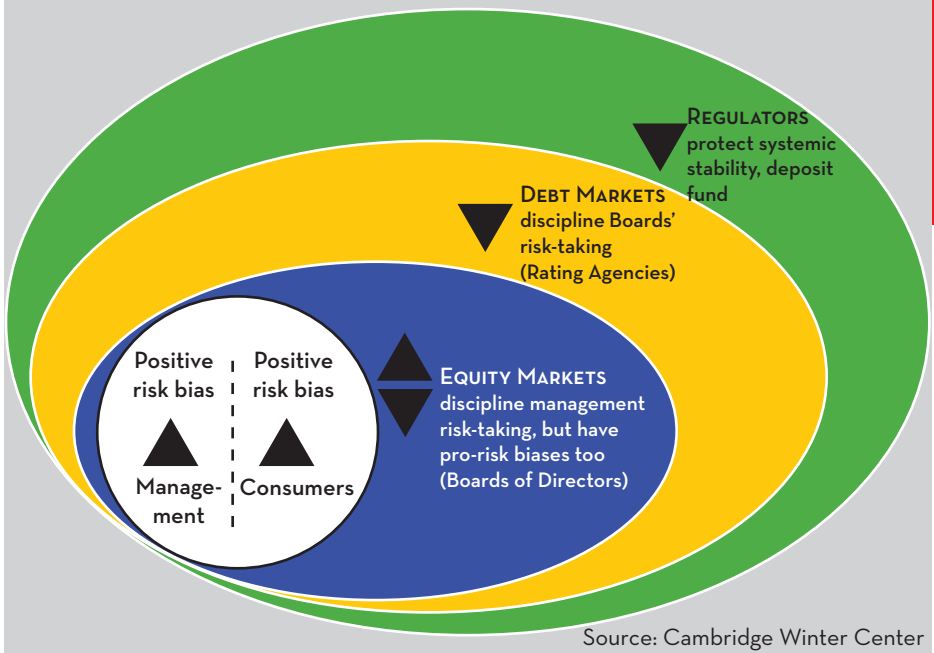 REGULATORS
protect systemic
stability, deposit
fund
DEBT MARKETS
discipline Boards'
risk-taking
(Rating Agencies)
EQUITY MARKETS
discipline management
risk-taking, but have
pro-risk biases too
(Boards of Directors)
Positive
risk bias
Manage-
ment
Positive
risk bias
Consumers
Source: Cambridge Winter Center